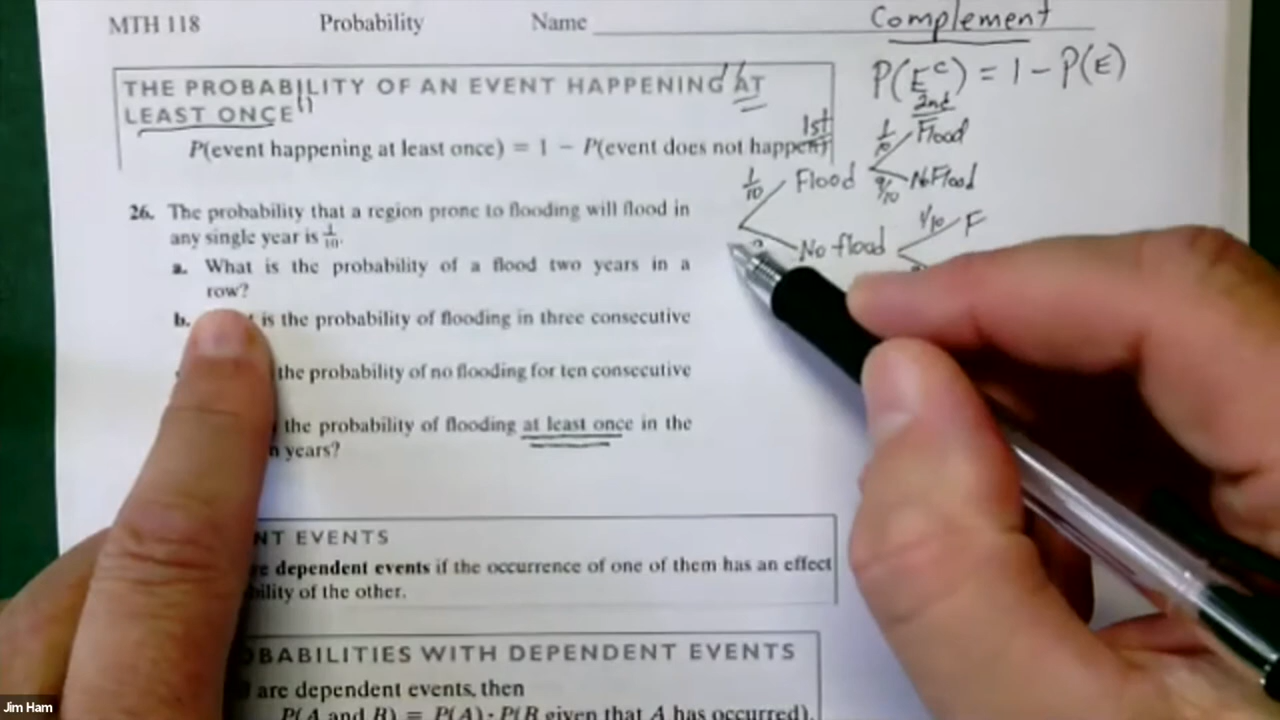 MTH 118 Probability Name Complement
P(E^c) = 1 - P(E)
THE PROBABILITY OF AN EVENT HAPPENING "AT
LEAST ONCE"
P(event happening at least once) = 1 − P(event does not happen)
1st
2nd
1/10 Flood
1/10 Flood
9/10 No Flood
No flood
1/10 F
26. The probability that a region prone to flooding will flood in
any single year is 1/10.
a. What is the probability of a flood two years in a
row?
b. is the probability of flooding in three consecutive
the probability of no flooding for ten consecutive
the probability of flooding at least once in the
years?
NT EVENTS
dependent events if the occurrence of one of them has an effect
bility of the other.
OBABILITIES WITH DEPENDENT EVENTS
are dependent events, then
P(A and B) = P(A) · P(B given that A has occurred).
Jim Ham